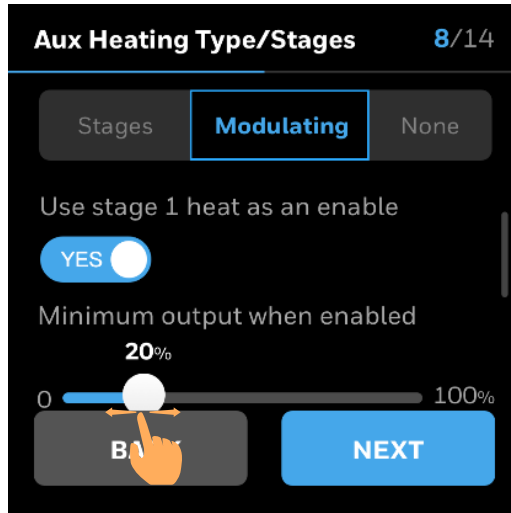 Aux Heating Type/Stages 8/14
Stages Modulating None
Use stage 1 heat as an enable
YES
Minimum output when enabled
20%
0 100%
NEXT